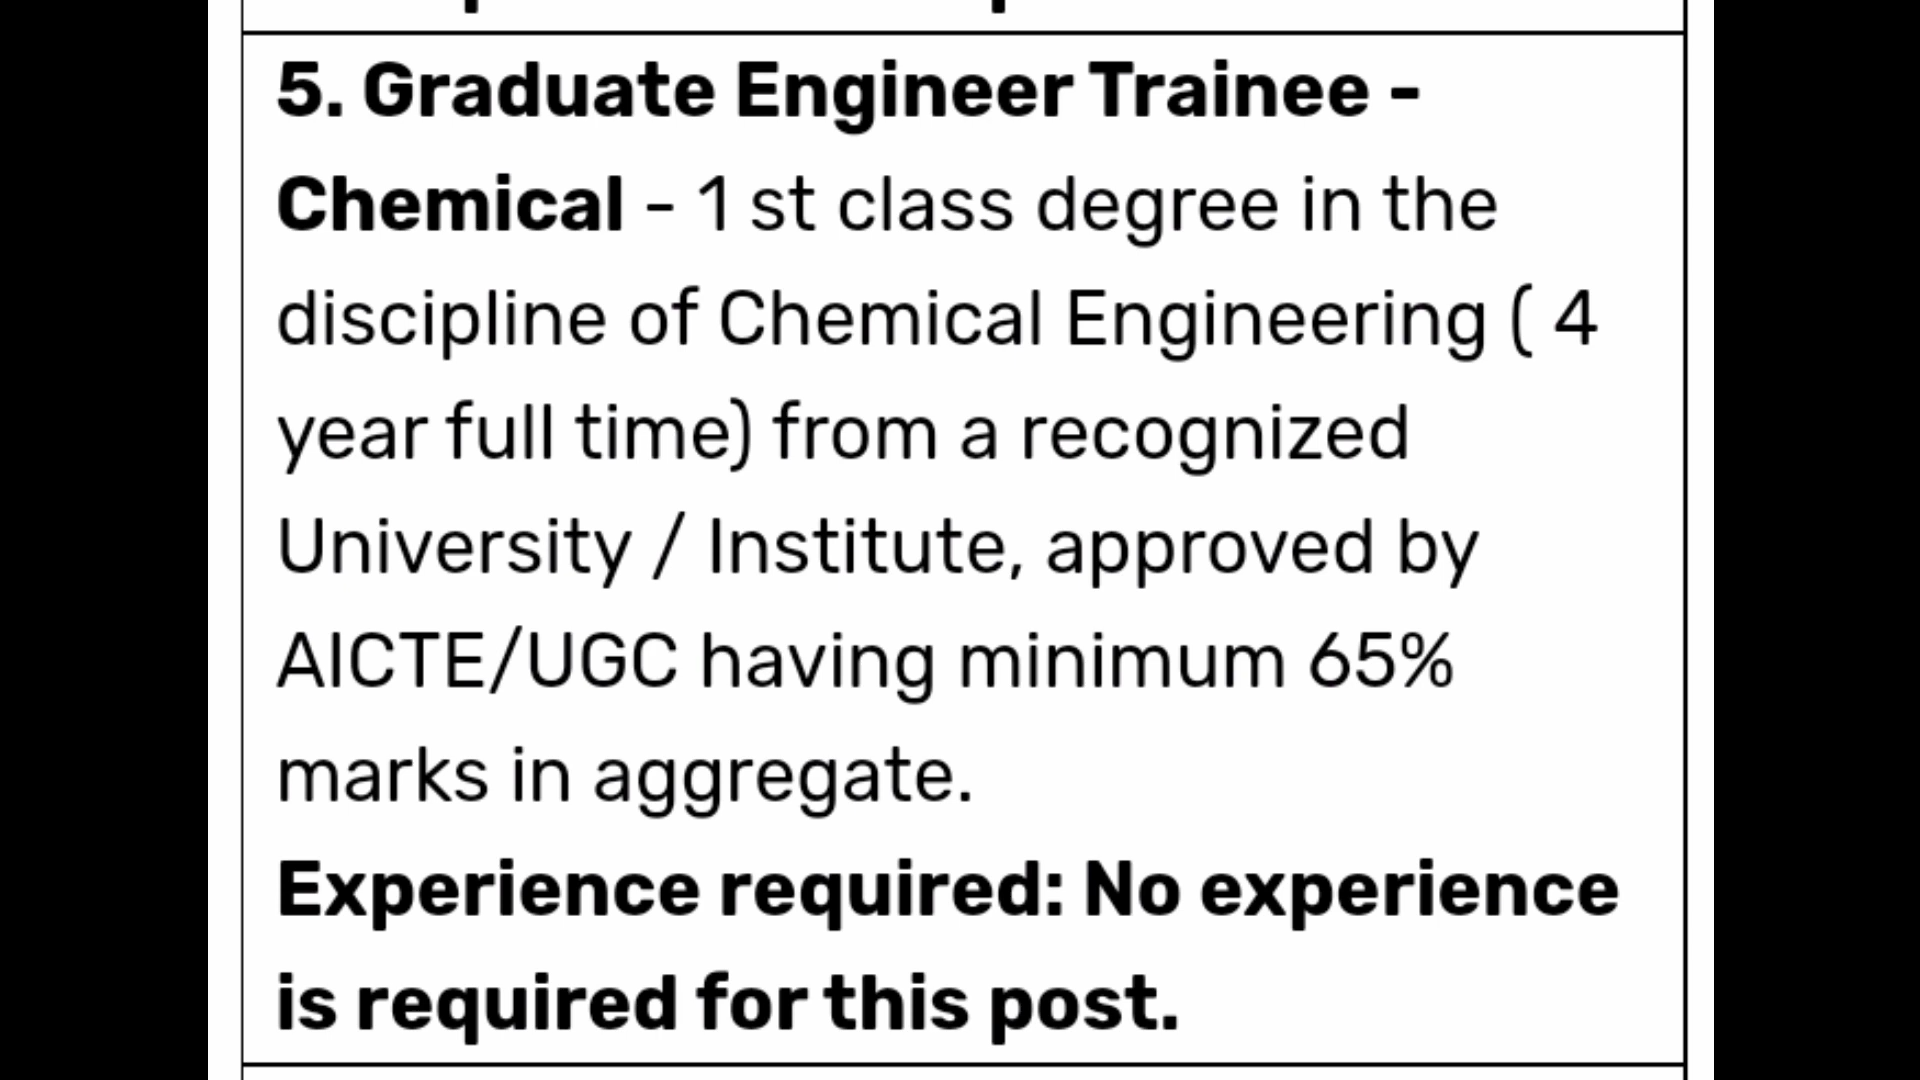 5. Graduate Engineer Trainee -
Chemical - 1 st class degree in the
discipline of Chemical Engineering ( 4
year full time) from a recognized
University / Institute, approved by
AICTE/UGC having minimum 65%
marks in aggregate.
Experience required: No experience
is required for this post.